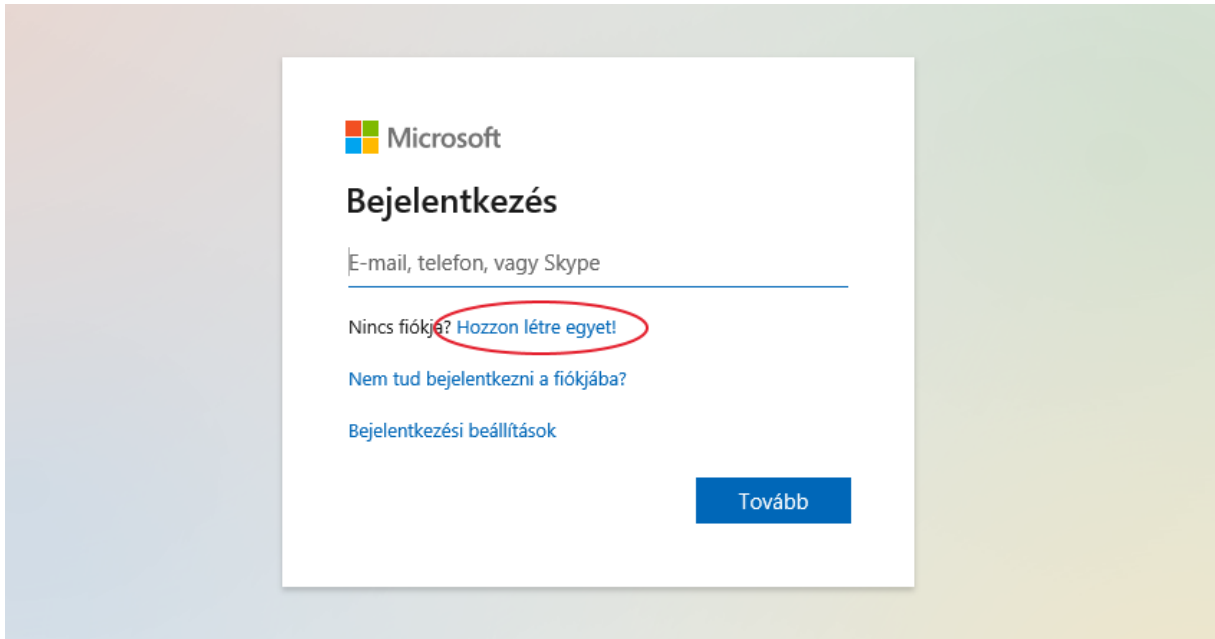 Microsoft
Bejelentkezés
E-mail, telefon, vagy Skype
Nincs fiókja? Hozzon létre egyet!
Nem tud bejelentkezni a fiókjába?
Bejelentkezési beállítások
Tovább